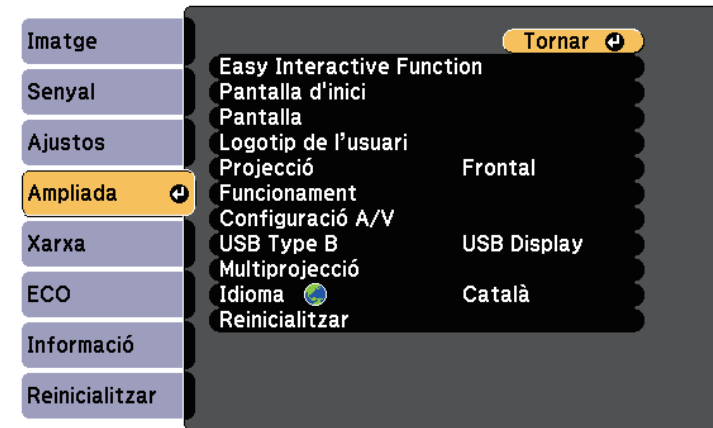 Imatge
Senyal
Ajustos
Ampliada
Xarxa
ECO
Informació
Reinicialitzar
Tornar
Easy Interactive Function
Pantalla d'inici
Pantalla
Logotip de l’usuari
Projecció Frontal
Funcionament
Configuració A/V
USB Type B USB Display
Multiprojecció
Idioma Català
Reinicialitzar